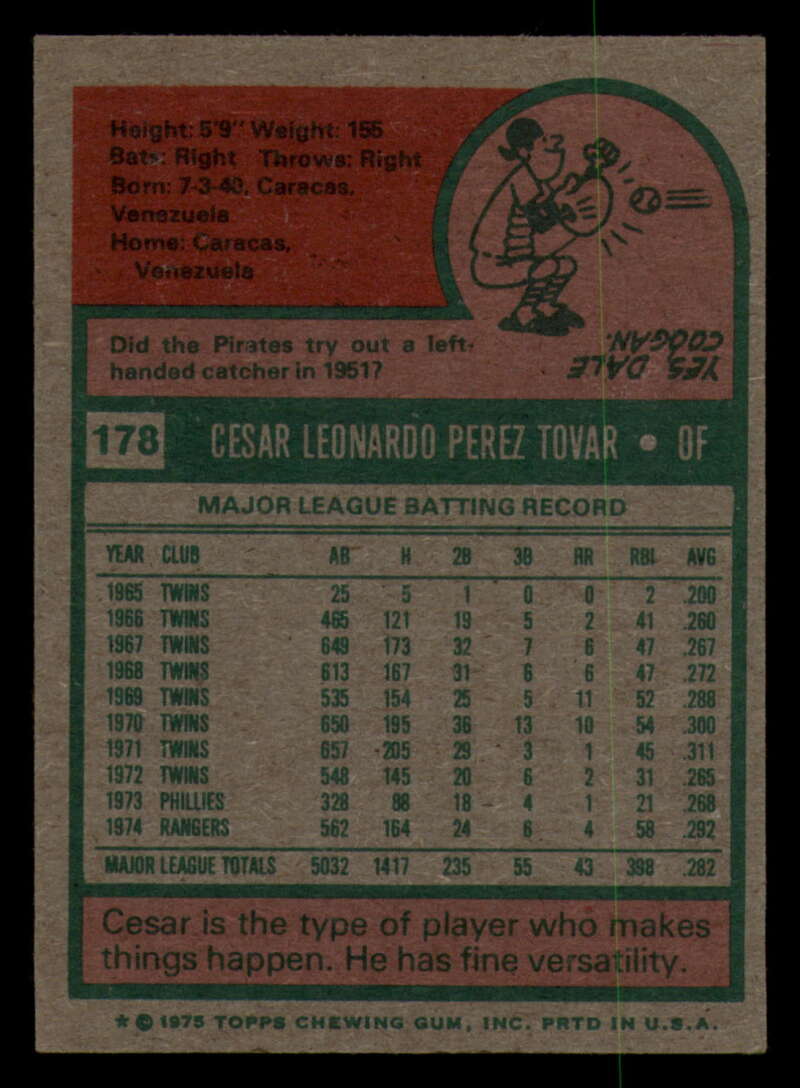 Height: 5'9" Weight: 155
Bats: Right Throws: Right
Born: 7-3-40, Caracas,
Venezuela
Home: Caracas,
Venezuela
Did the Pirates try out a left-
handed catcher in 1951?
YES, DALE
COOGAN.
178 CESAR LEONARDO PEREZ TOVAR • OF
MAJOR LEAGUE BATTING RECORD
YEAR CLUB AB H 2B 3B HR RBI AVG
1965 TWINS 25 5 1 0 0 2 .200
1966 TWINS 465 121 19 5 2 41 .260
1967 TWINS 649 173 32 7 6 47 .267
1968 TWINS 613 167 31 6 6 47 .272
1969 TWINS 535 154 25 5 11 52 .288
1970 TWINS 650 195 36 13 10 54 .300
1971 TWINS 657 205 29 3 1 45 .311
1972 TWINS 548 145 20 6 2 31 .265
1973 PHILLIES 328 88 18 4 1 21 .268
1974 RANGERS 562 164 24 6 4 58 .292
MAJOR LEAGUE TOTALS 5032 1417 235 55 43 398 .282
Cesar is the type of player who makes
things happen. He has fine versatility.
★ © 1975 TOPPS CHEWING GUM, INC. PRTD IN U.S.A.